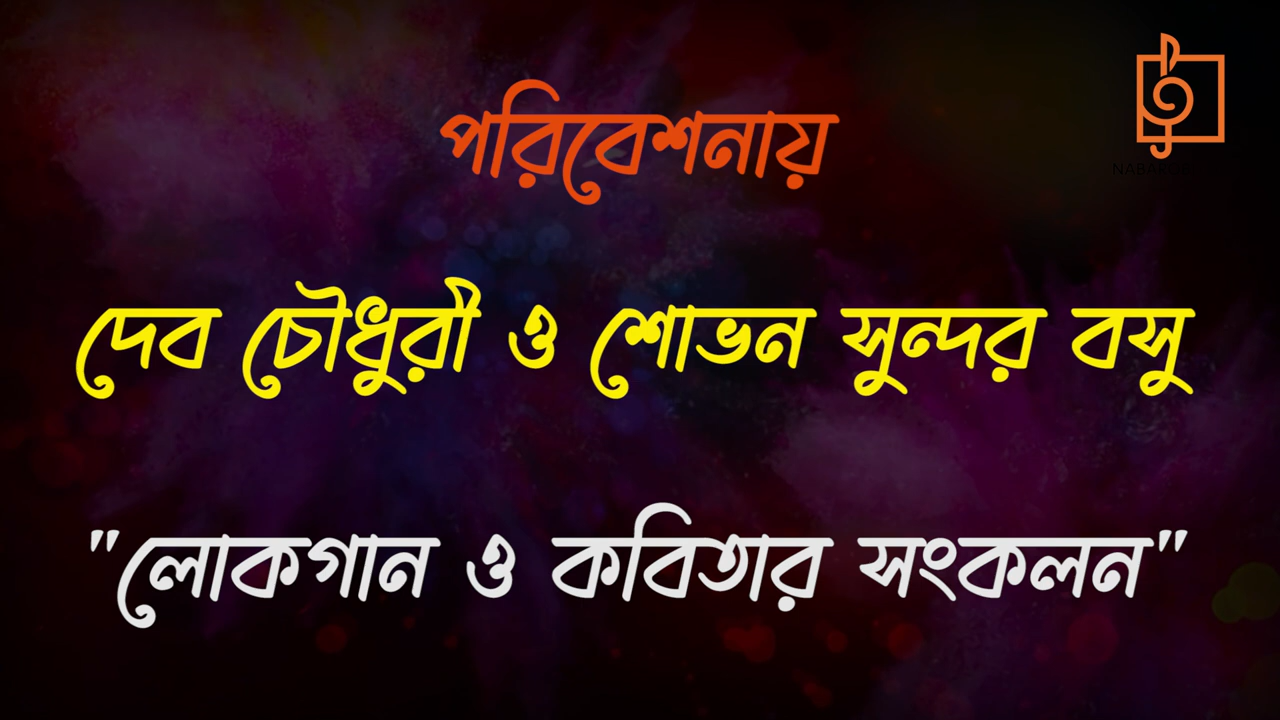 পরিবেশনায়
দেব চৌধুরী ও শোভন সুন্দর বসু
"লোকগান ও কবিতার সংকলন"